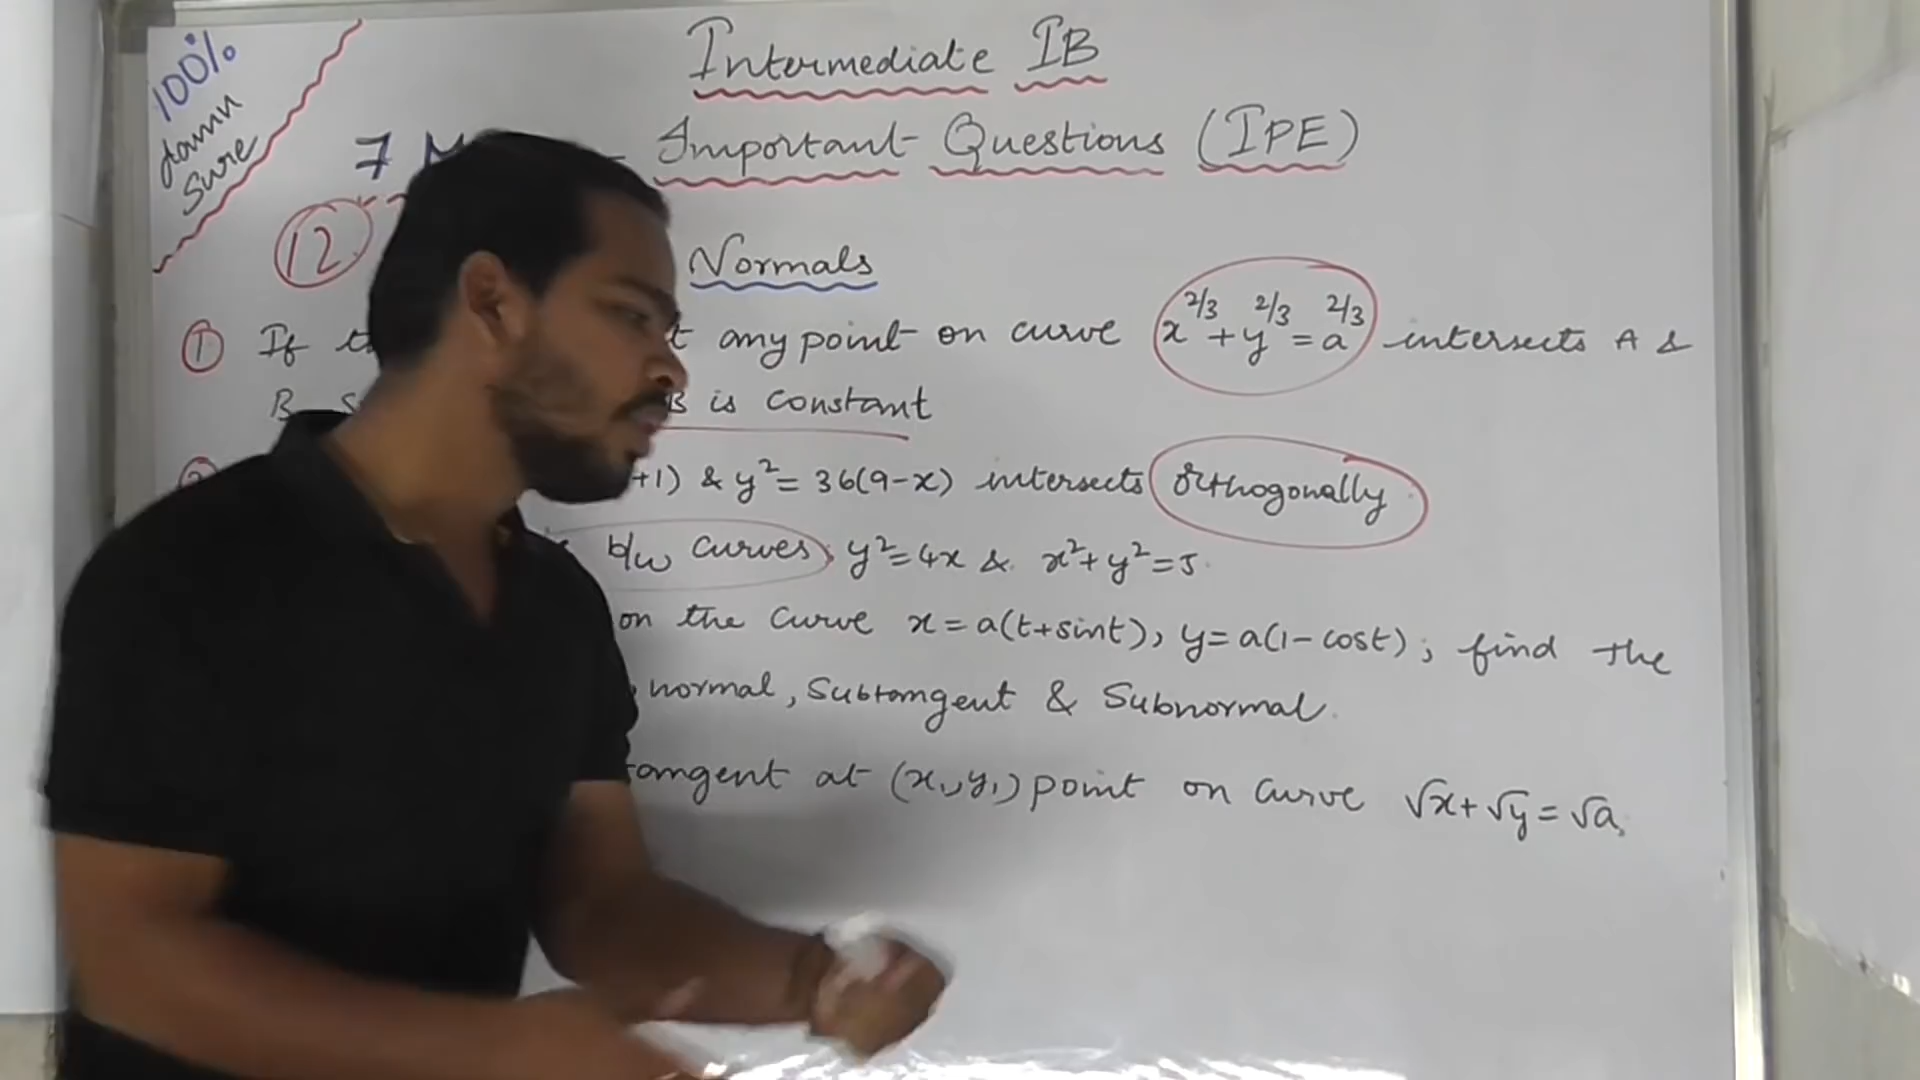 100% damn sure
Intermediate IB
7 Important Questions (IPE)
12
Normals
① If any point on curve x^2/3 + y^2/3 = a^2/3 intersects A &
B is constant
+1) & y² = 36(9-x) intersects orthogonally
b/w curves y² = 4x & x² + y² = 5.
on the curve x = a(t+sint), y = a(1-cost); find the
normal, Subtangent & Subnormal.
tangent at (x₁,y₁) point on curve √x + √y = √a.